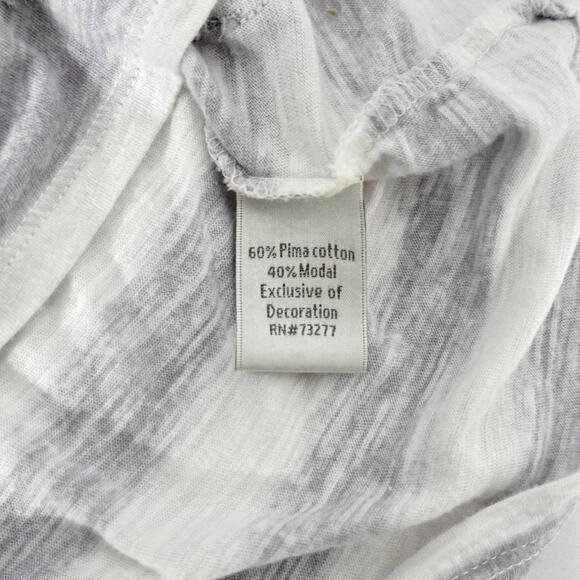 60% Pima cotton
40% Modal
Exclusive of
Decoration
RN#73277